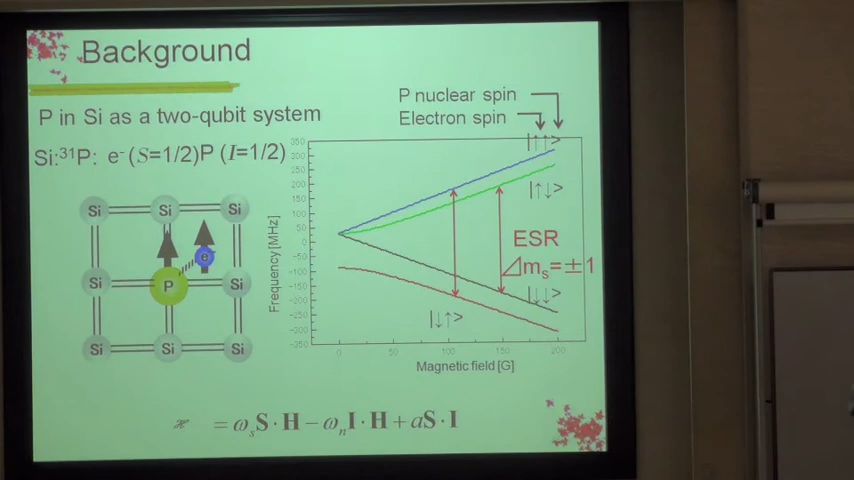 Background
P in Si as a two-qubit system
Si:³¹P: e⁻(S=1/2)P (I=1/2)
P nuclear spin
Electron spin
Si Si Si
e
Si P Si
Si Si Si
Frequency [MHz]
350
300
250
200
150
100
50
0
-50
-100
-150
-200
-250
-300
-350
0 50 100 150 200
Magnetic field [G]
|↑↑>
|↑↓>
ESR
⊿mₛ=±1
|↓↓>
|↓↑>
ℋ = ωₛS·H−ωₙI·H+aS·I